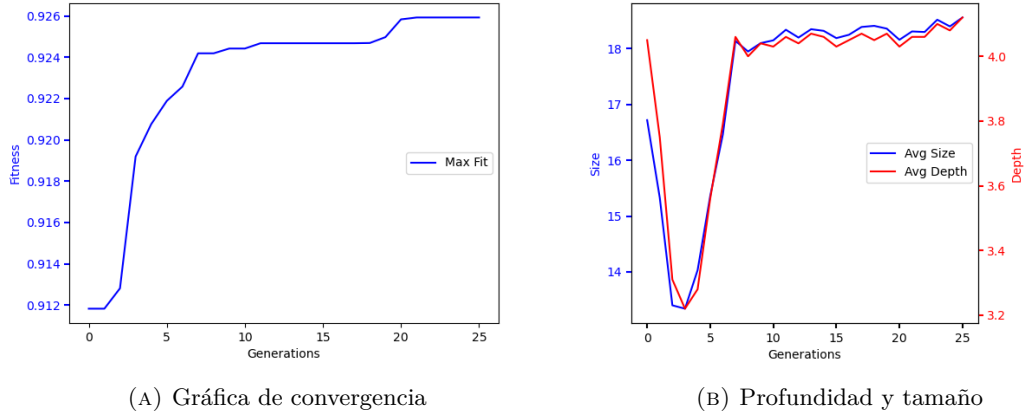 0.926
0.924
0.922
0.920
0.918
0.916
0.914
0.912
Fitness
Max Fit
0 5 10 15 20 25
Generations
(A) Gráfica de convergencia
18
17
16
15
14
Size
Avg Size
Avg Depth
4.0
3.8
3.6
3.4
3.2
Depth
0 5 10 15 20 25
Generations
(B) Profundidad y tamaño